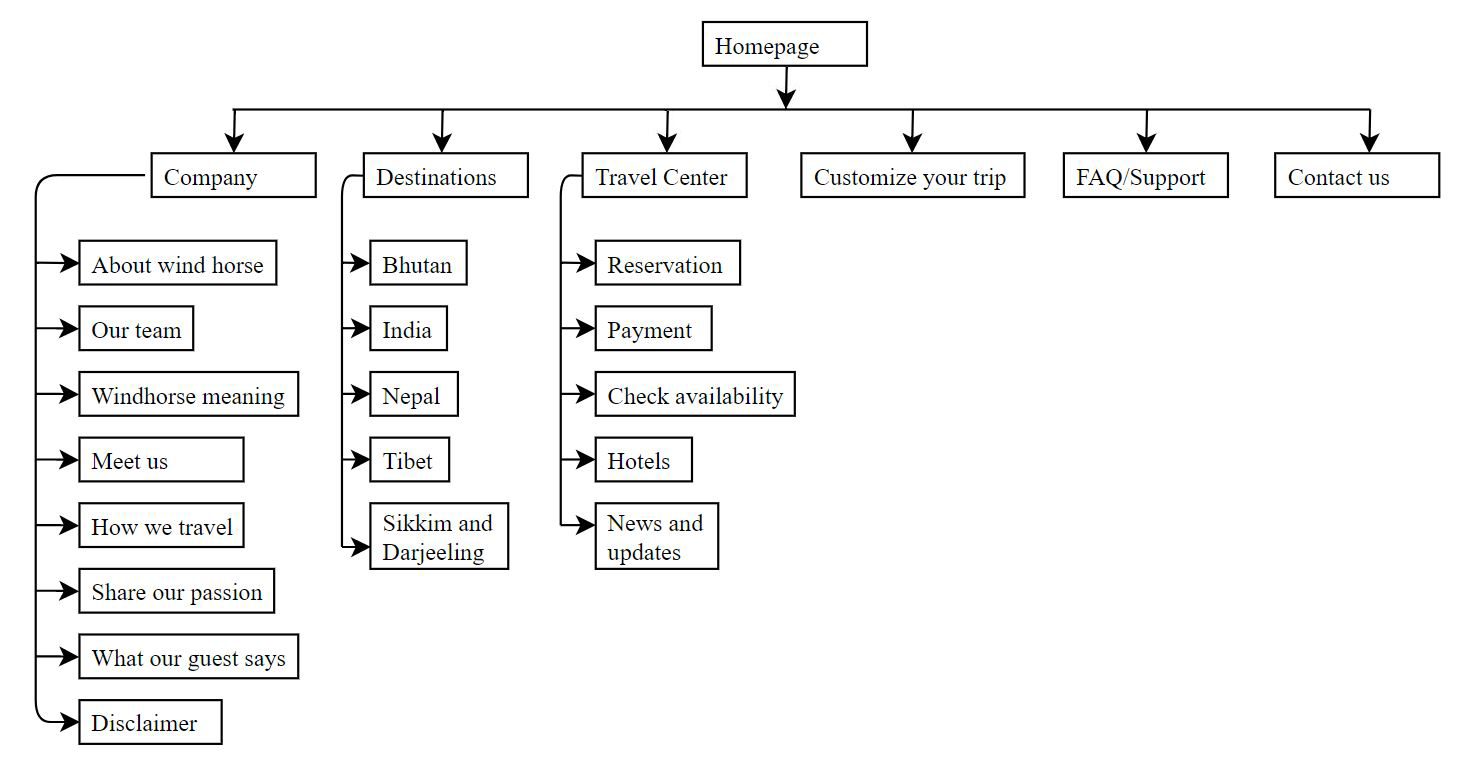 Homepage
Company
Destinations
Travel Center
Customize your trip
FAQ/Support
Contact us
About wind horse
Our team
Windhorse meaning
Meet us
How we travel
Share our passion
What our guest says
Disclaimer
Bhutan
India
Nepal
Tibet
Sikkim and
Darjeeling
Reservation
Payment
Check availability
Hotels
News and
updates